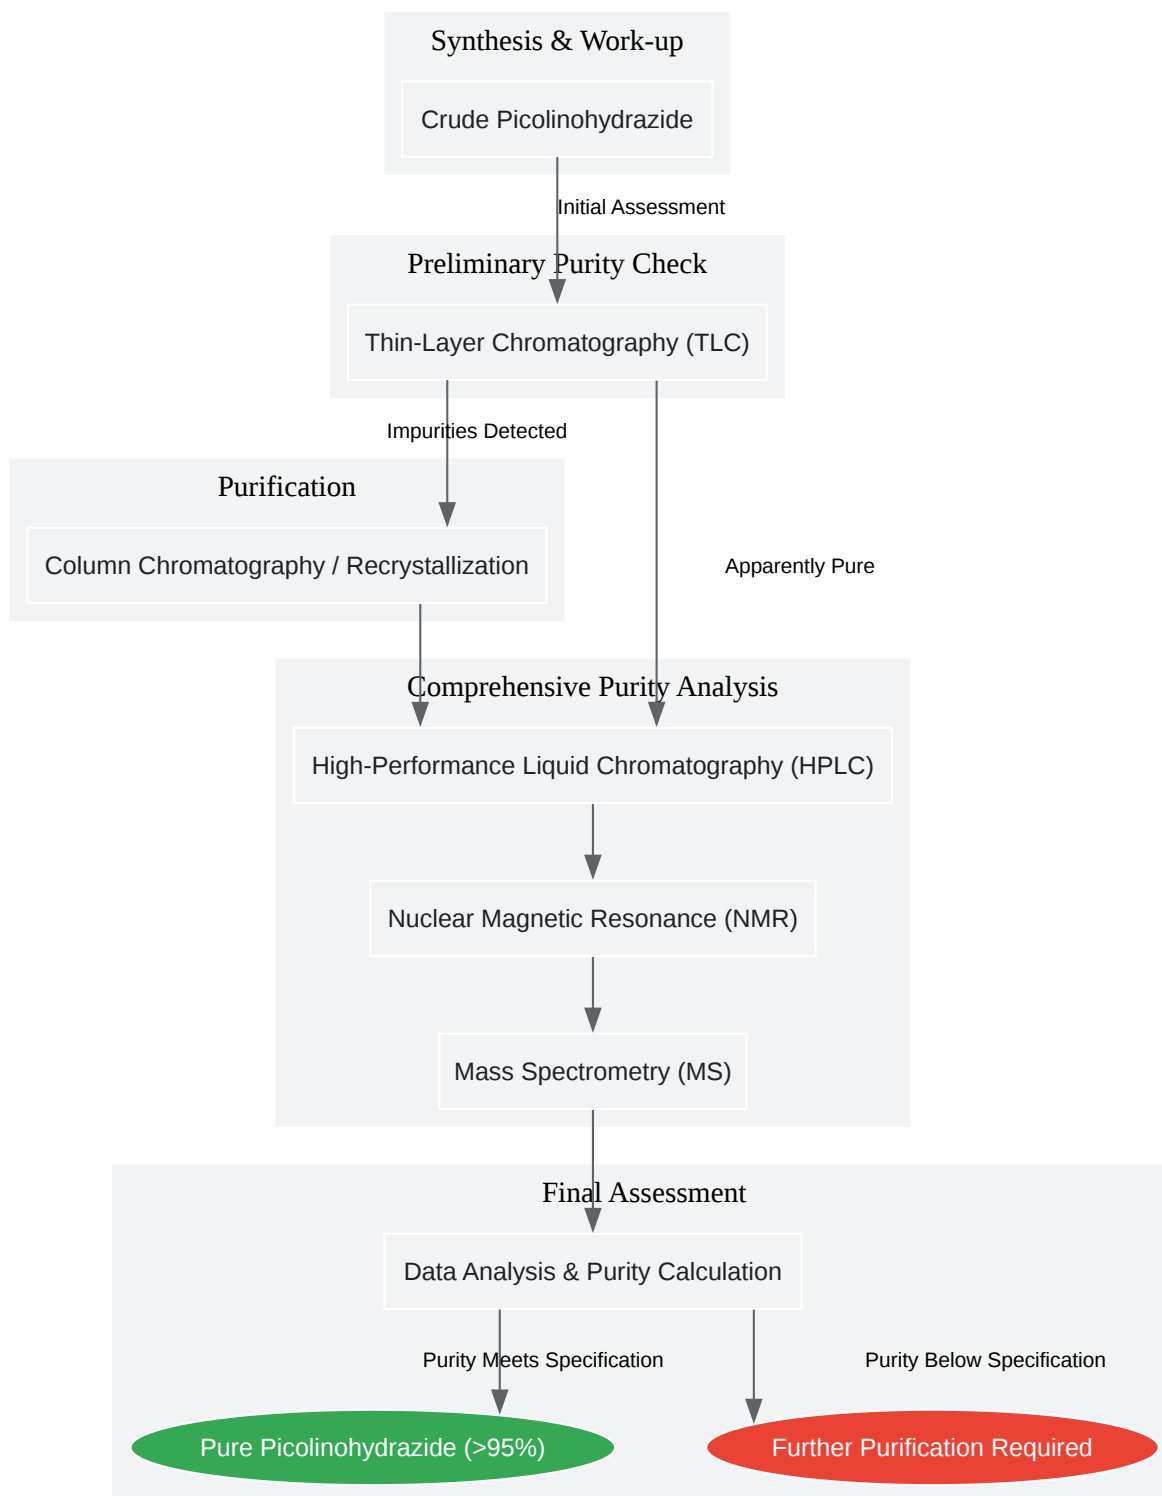 Synthesis & Work-up
Crude Picolinohydrazide
Initial Assessment
Preliminary Purity Check
Thin-Layer Chromatography (TLC)
Impurities Detected
Purification
Column Chromatography / Recrystallization
Apparently Pure
Comprehensive Purity Analysis
High-Performance Liquid Chromatography (HPLC)
Nuclear Magnetic Resonance (NMR)
Mass Spectrometry (MS)
Final Assessment
Data Analysis & Purity Calculation
Purity Meets Specification
Purity Below Specification
Pure Picolinohydrazide (>95%)
Further Purification Required